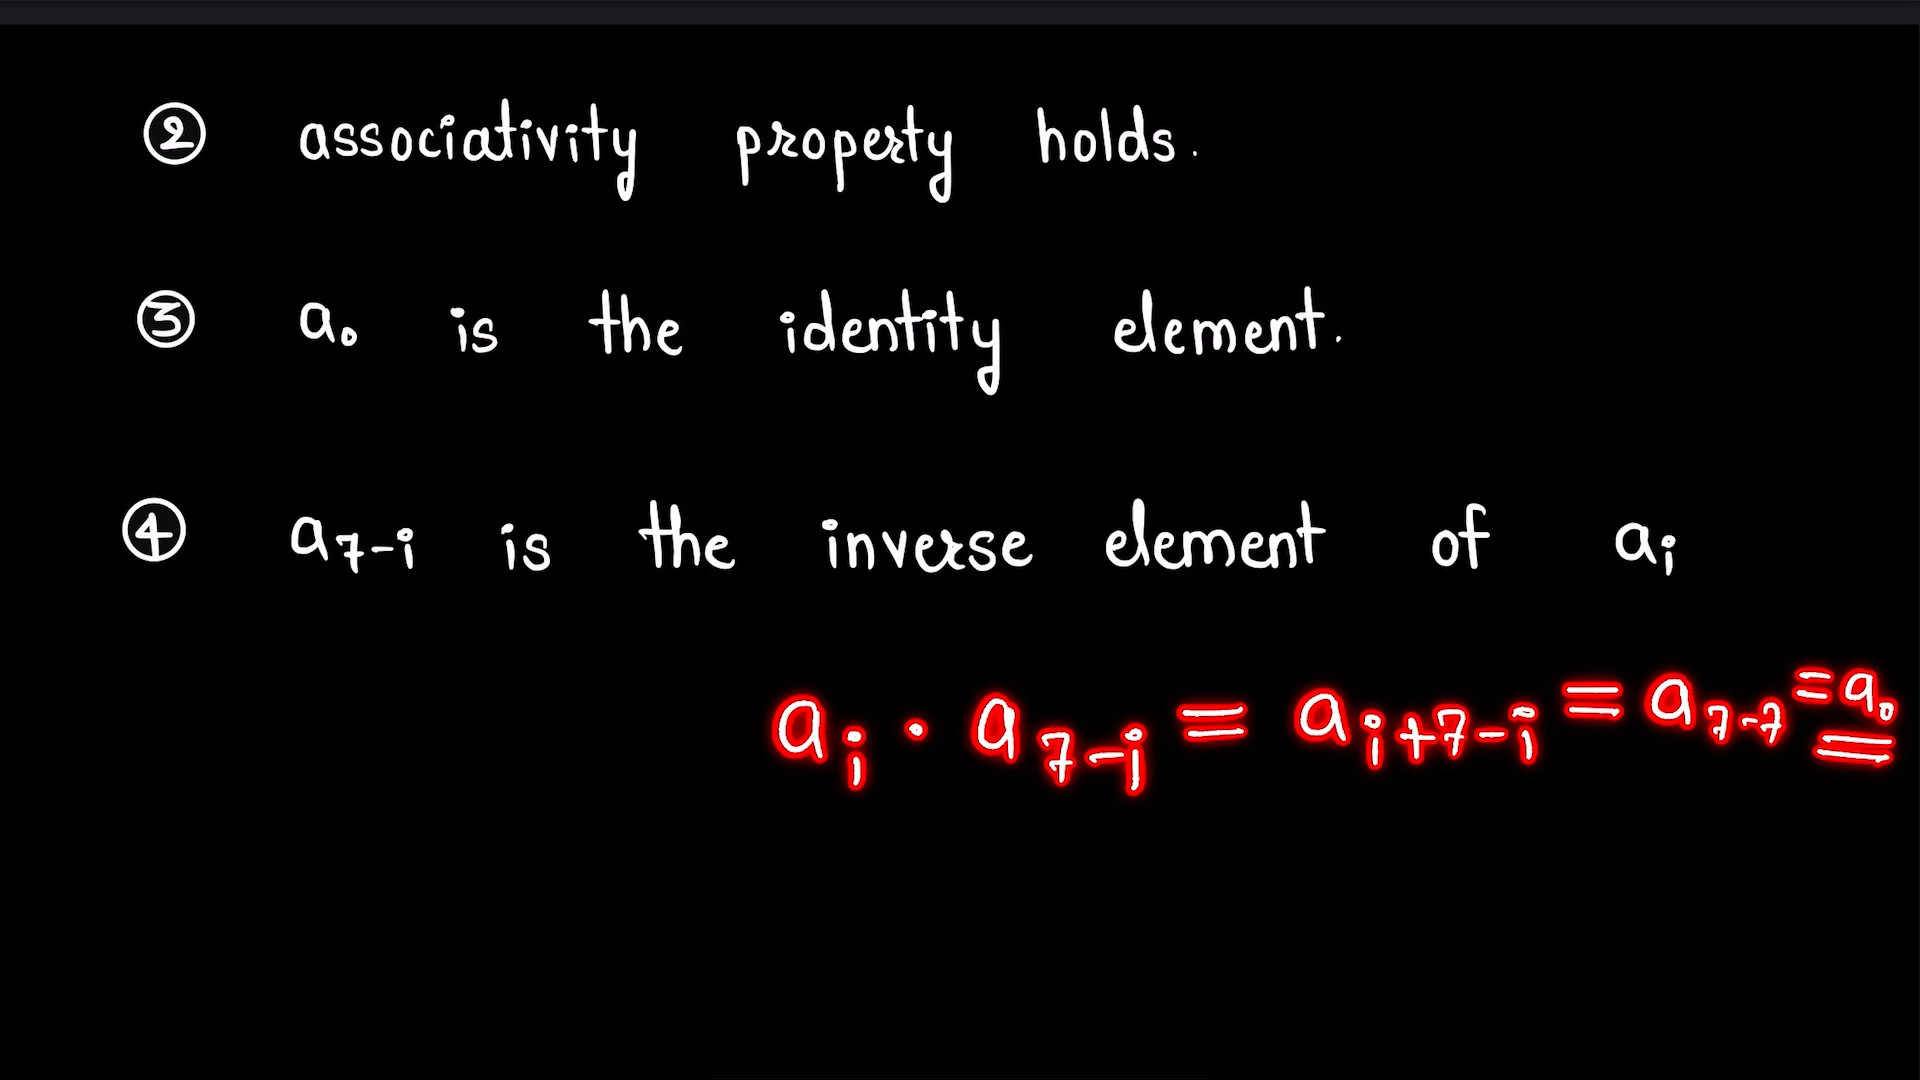 ② associativity property holds.
③ a₀ is the identity element.
④ a₇₋ᵢ is the inverse element of aᵢ
aᵢ · a₇₋ᵢ = aᵢ₊₇₋ᵢ = a₇₋₇ = a₀